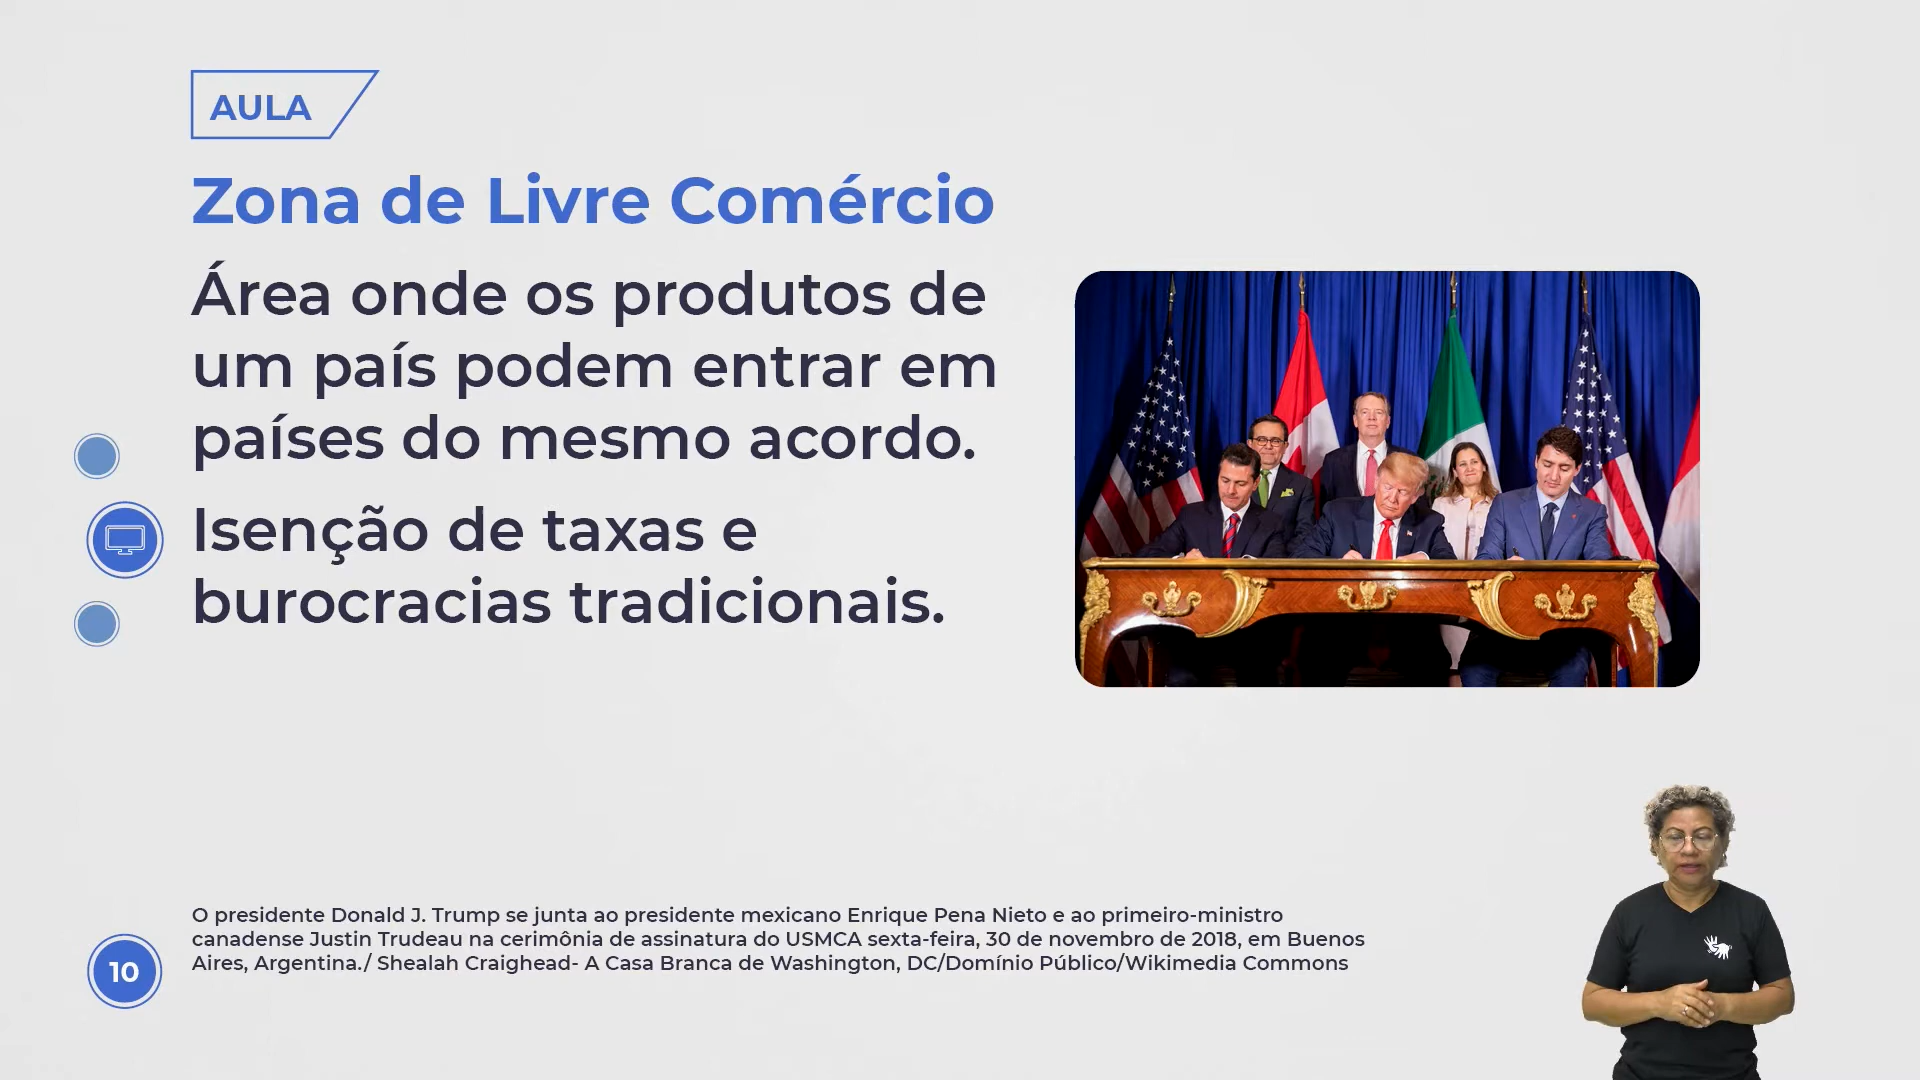 AULA
Zona de Livre Comércio
Área onde os produtos de
um país podem entrar em
países do mesmo acordo.
Isenção de taxas e
burocracias tradicionais.
O presidente Donald J. Trump se junta ao presidente mexicano Enrique Pena Nieto e ao primeiro-ministro
canadense Justin Trudeau na cerimônia de assinatura do USMCA sexta-feira, 30 de novembro de 2018, em Buenos
Aires, Argentina./ Shealah Craighead- A Casa Branca de Washington, DC/Domínio Público/Wikimedia Commons
10